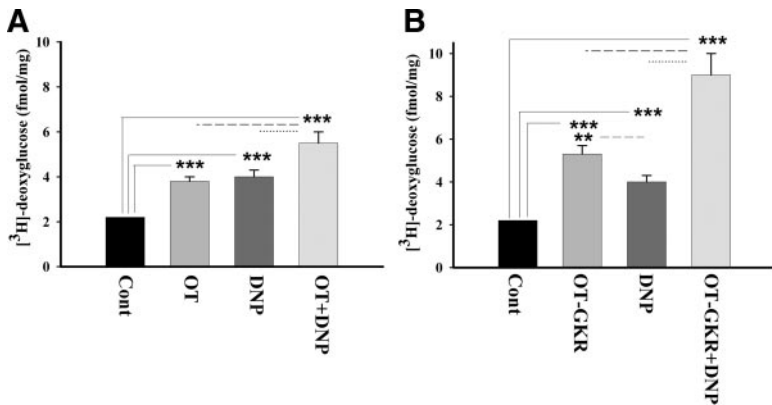 A
[³H]-deoxyglucose (fmol/mg)
10
8
6
4
2
0
***
***
***
Cont
OT
DNP
OT+DNP
B
[³H]-deoxyglucose (fmol/mg)
10
8
6
4
2
0
***
***
***
**
Cont
OT-GKR
DNP
OT-GKR+DNP